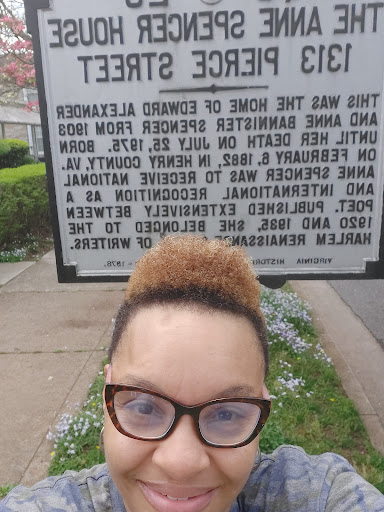 THE ANNE SPENCER HOUSE
1313 PIERCE STREET
THIS WAS THE HOME OF EDWARD ALEXANDER
AND ANNE BANNISTER SPENCER FROM 1903
UNTIL HER DEATH ON JULY 25, 1975. BORN
ON FEBRUARY 6, 1882, IN HENRY COUNTY, VA.
ANNE SPENCER WAS TO RECEIVE NATIONAL
AND INTERNATIONAL RECOGNITION AS A
POET. PUBLISHED EXTENSIVELY BETWEEN
1920 AND 1935, SHE BELONGED TO THE
HARLEM RENAISSANCE OF WRITERS.
VIRGINIA 1976